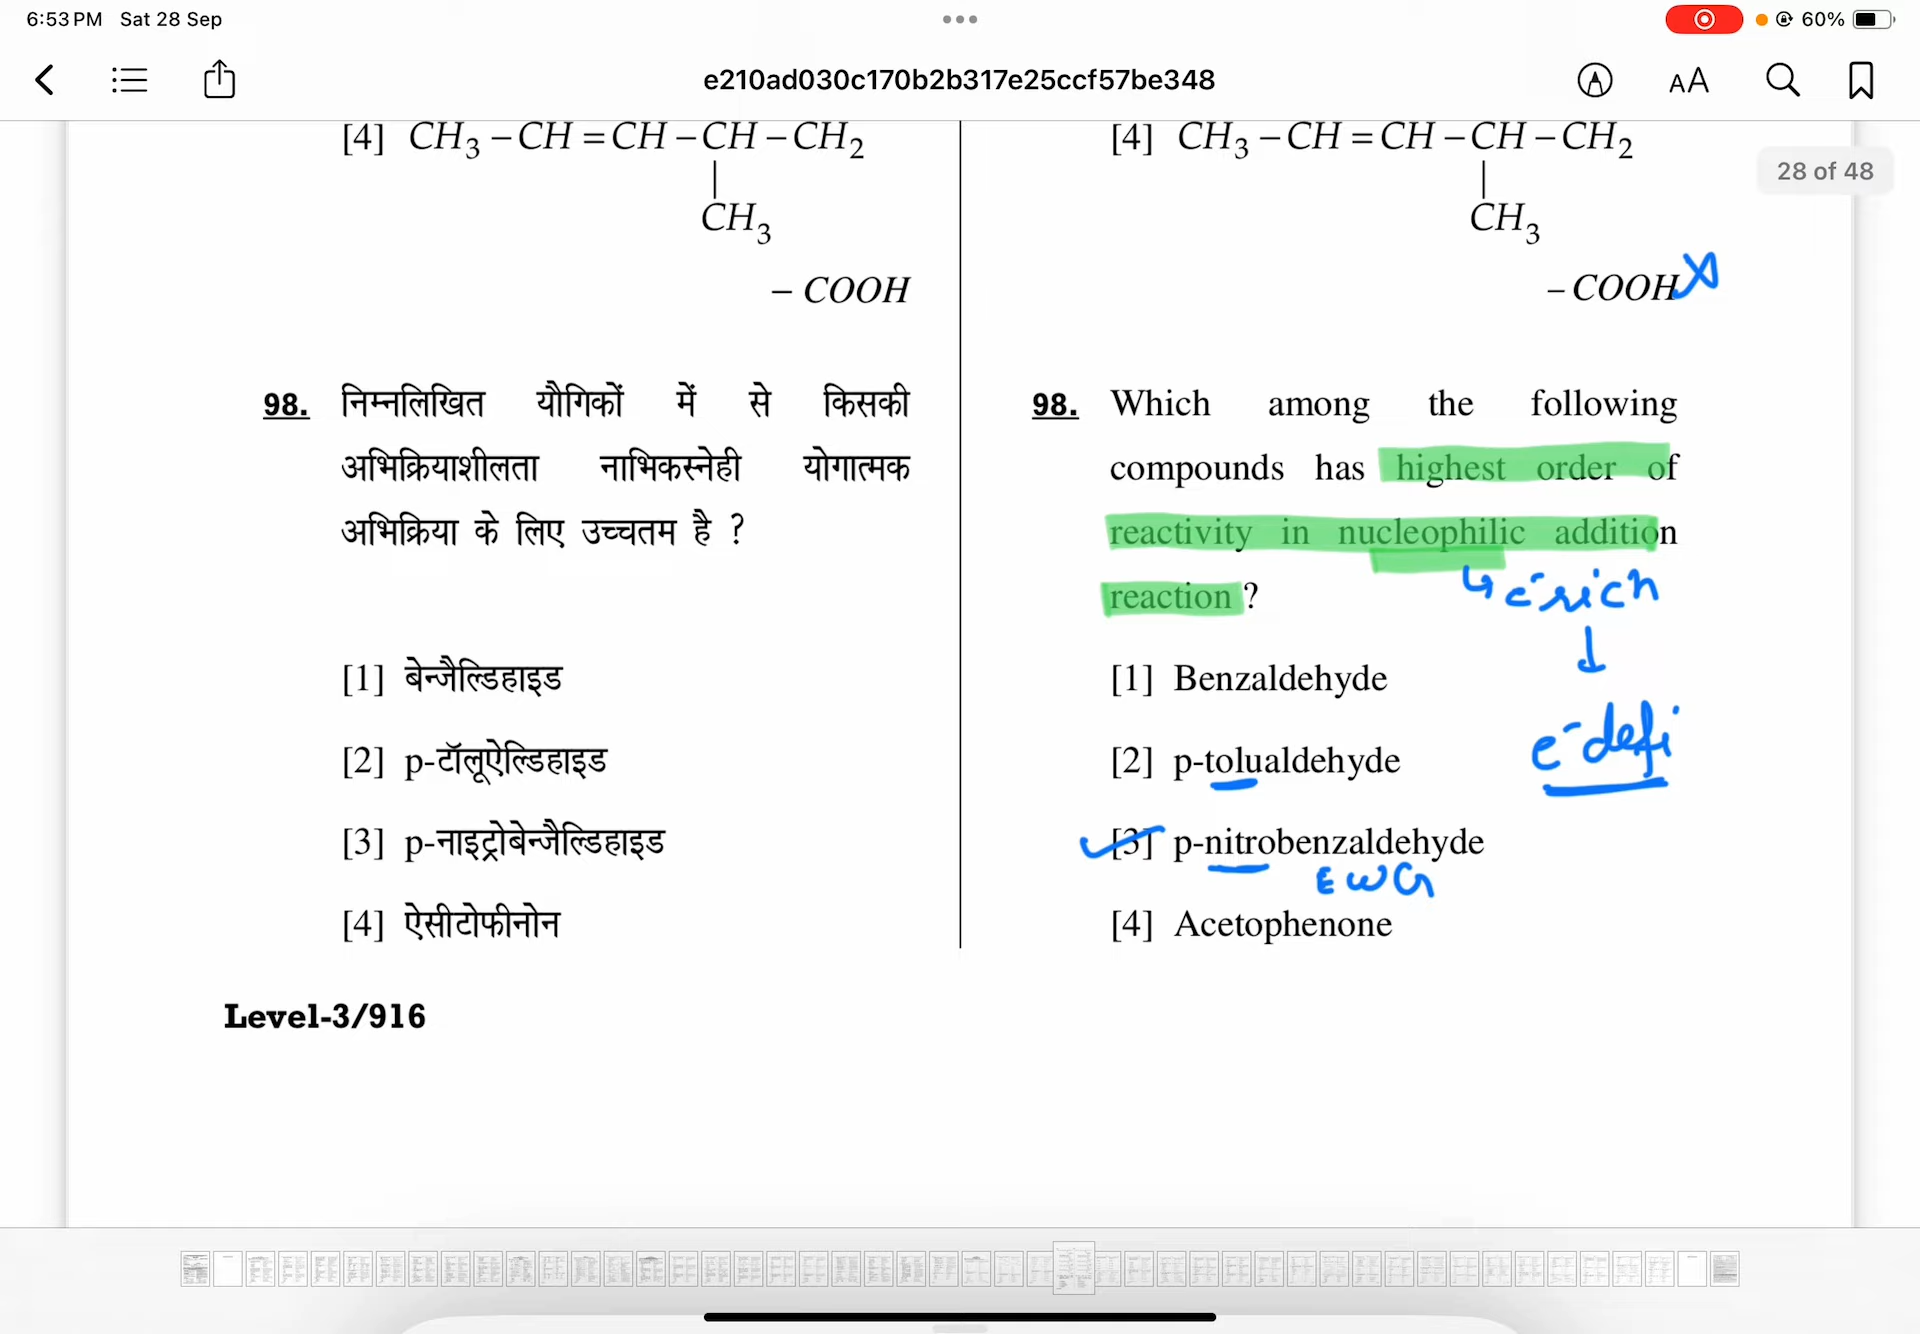 6:53 PM Sat 28 Sep
60%
e210ad030c170b2b317e25ccf57be348
AA
28 of 48
[4] CH3 – CH = CH – CH – CH2
|
CH3
– COOH
98. निम्नलिखित यौगिकों में से किसकी
अभिक्रियाशीलता नाभिकस्नेही योगात्मक
अभिक्रिया के लिए उच्चतम है ?
[1] बेन्जैल्डिहाइड
[2] p-टॉलूऐल्डिहाइड
[3] p-नाइट्रोबेन्जैल्डिहाइड
[4] ऐसीटोफीनोन
Level-3/916
[4] CH3 – CH = CH – CH – CH2
|
CH3
– COOH
98. Which among the following
compounds has highest order of
reactivity in nucleophilic addition
reaction ?
e- rich
e- defi
[1] Benzaldehyde
[2] p-tolualdehyde
[3] p-nitrobenzaldehyde
EWG
[4] Acetophenone